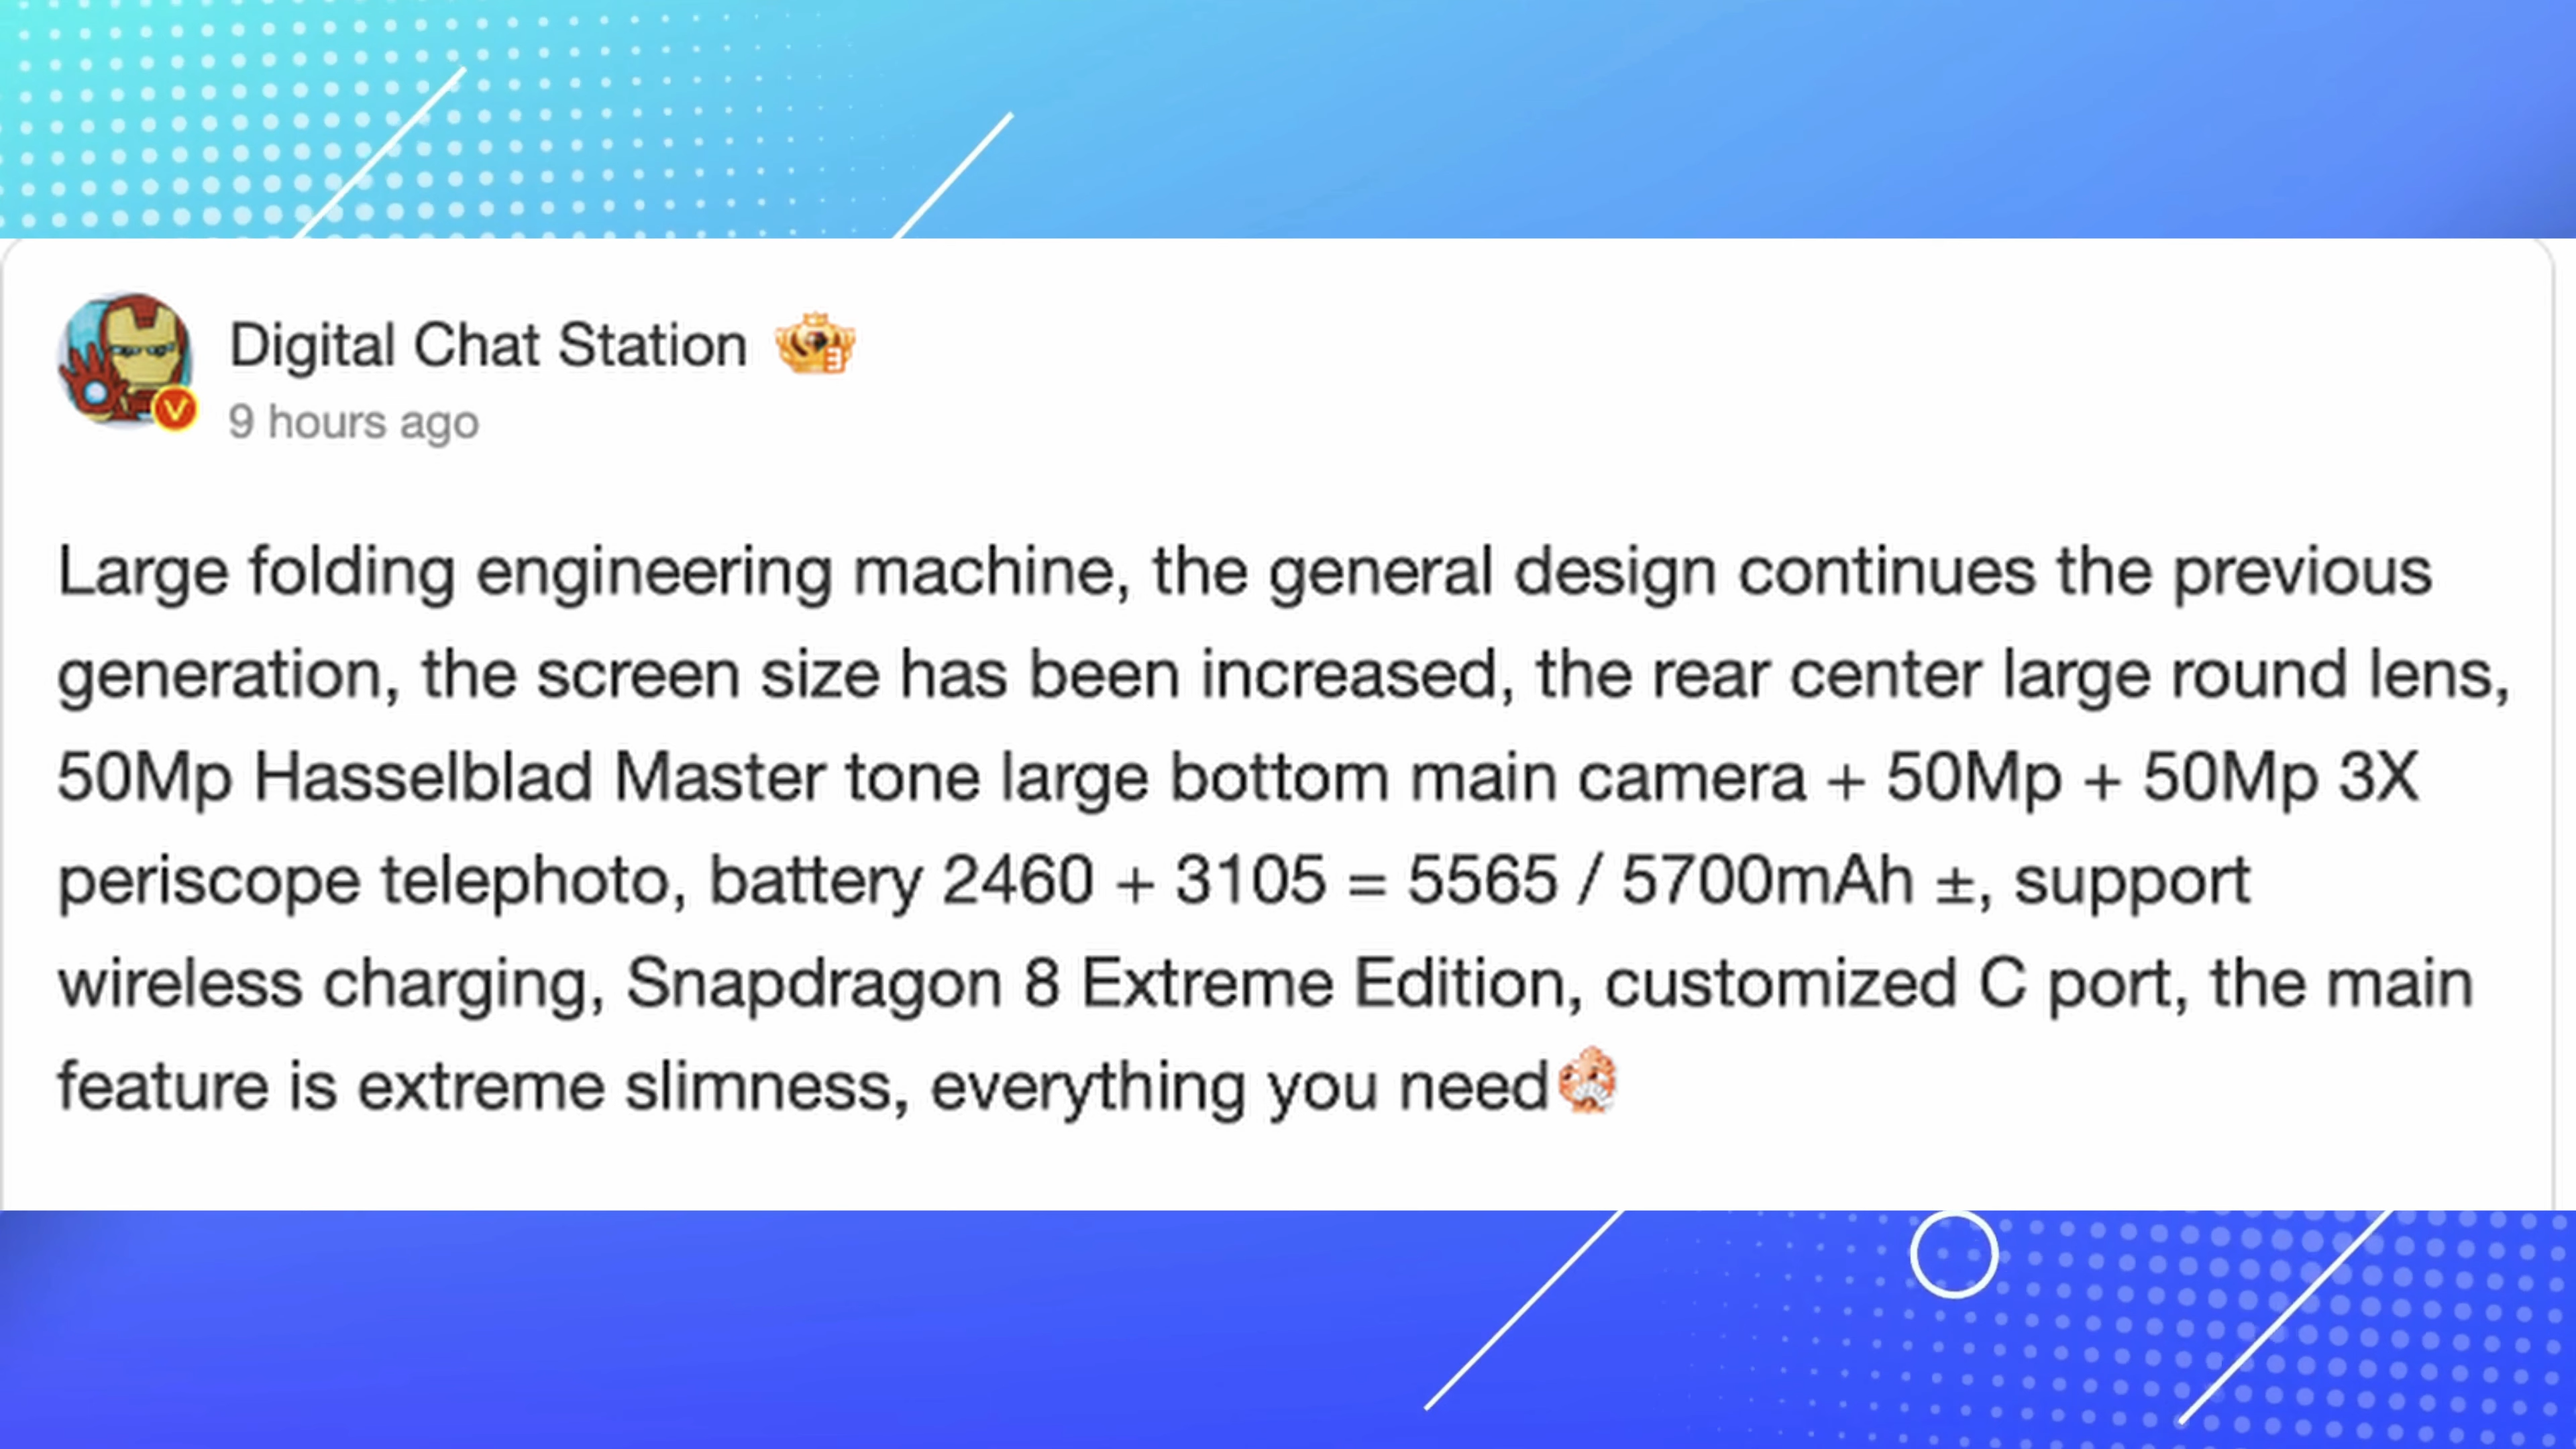 Digital Chat Station
9 hours ago
Large folding engineering machine, the general design continues the previous
generation, the screen size has been increased, the rear center large round lens,
50Mp Hasselblad Master tone large bottom main camera + 50Mp + 50Mp 3X
periscope telephoto, battery 2460 + 3105 = 5565 / 5700mAh ±, support
wireless charging, Snapdragon 8 Extreme Edition, customized C port, the main
feature is extreme slimness, everything you need